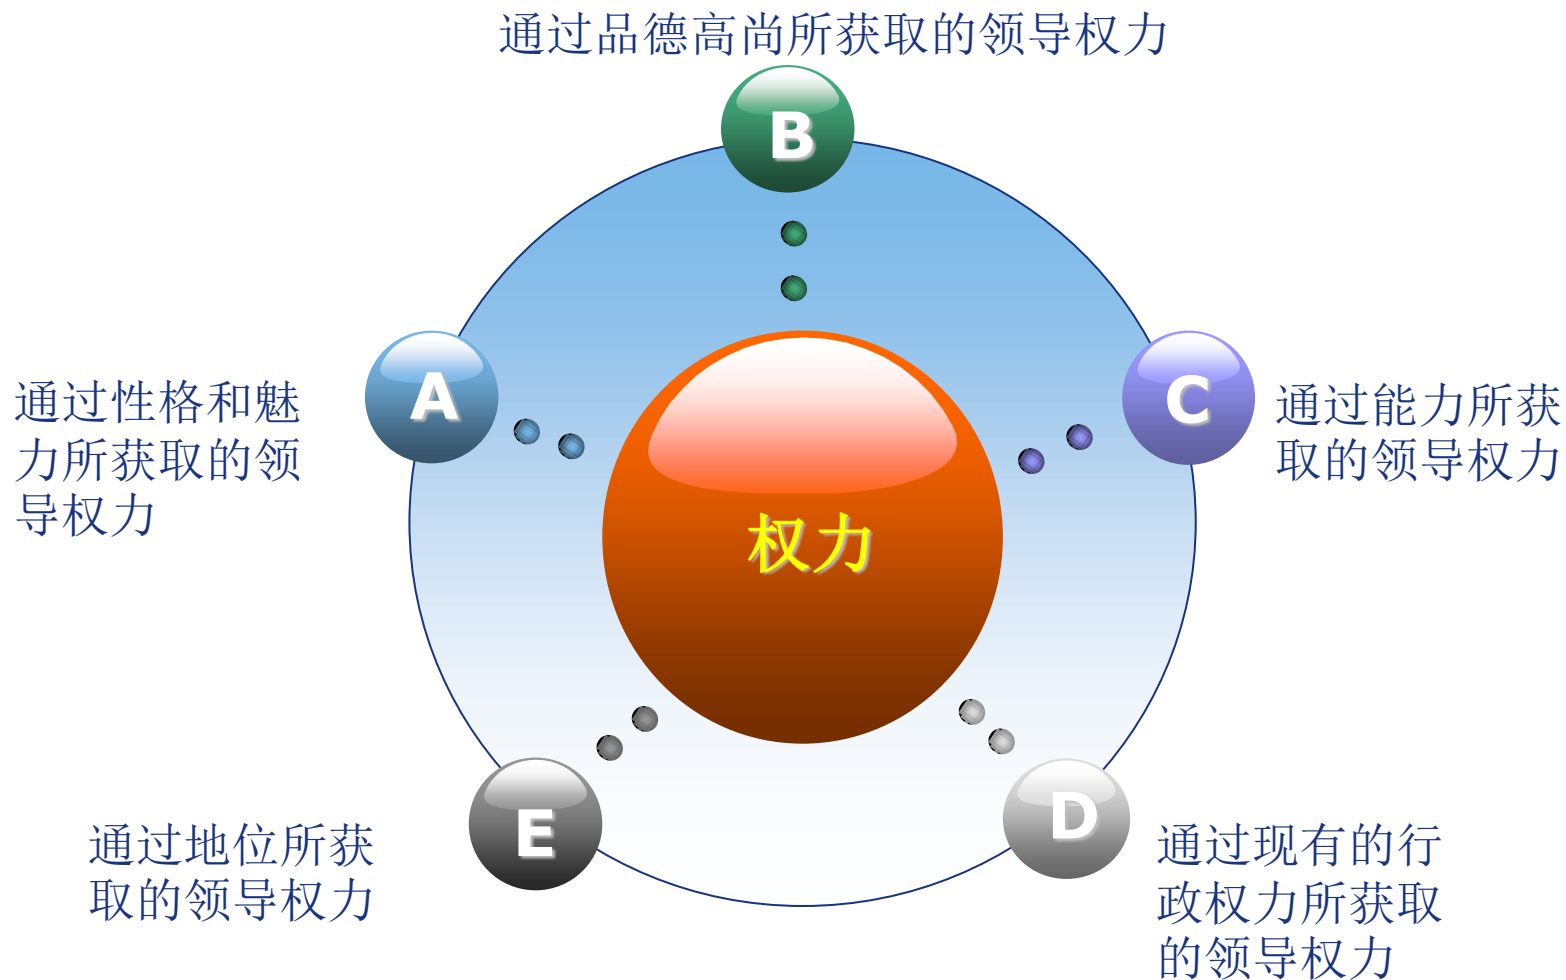 通过品德高尚所获取的领导权力
B
A
通过性格和魅
力所获取的领
导权力
C
通过能力所获
取的领导权力
权力
E
通过地位所获
取的领导权力
D
通过现有的行
政权力所获取
的领导权力